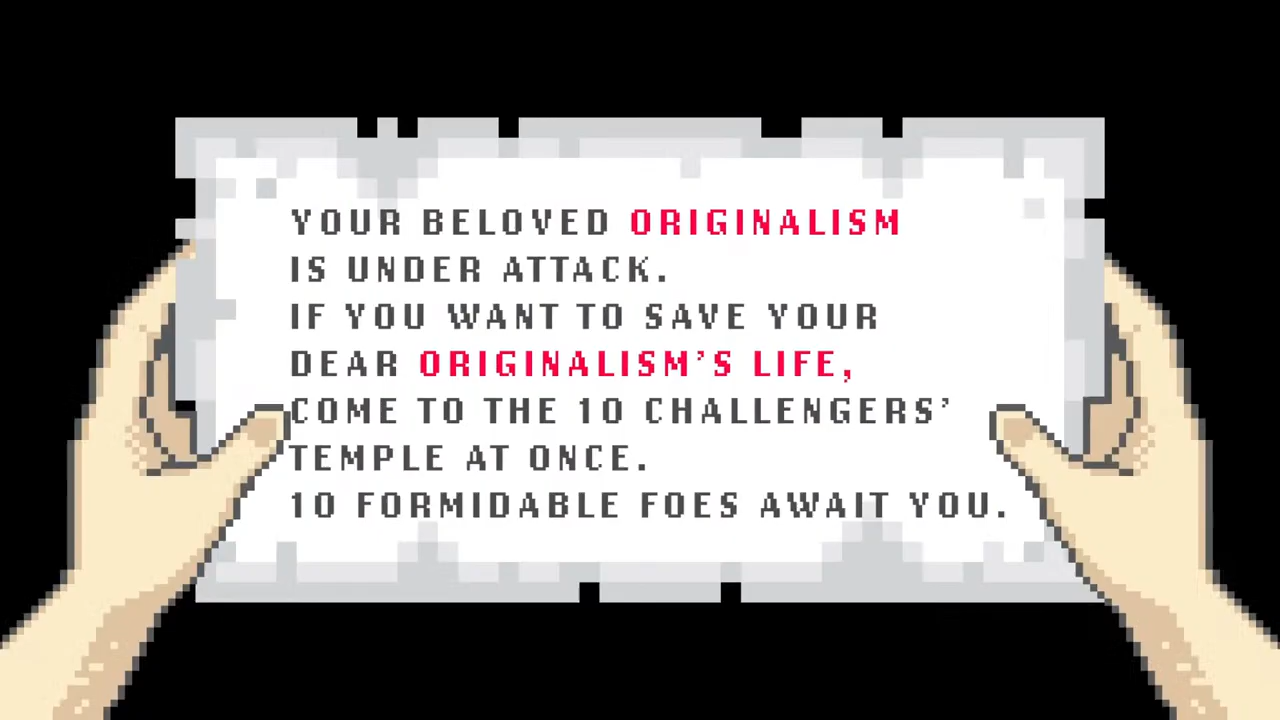 YOUR BELOVED ORIGINALISM
IS UNDER ATTACK.
IF YOU WANT TO SAVE YOUR
DEAR ORIGINALISM'S LIFE,
COME TO THE 10 CHALLENGERS'
TEMPLE AT ONCE.
10 FORMIDABLE FOES AWAIT YOU.